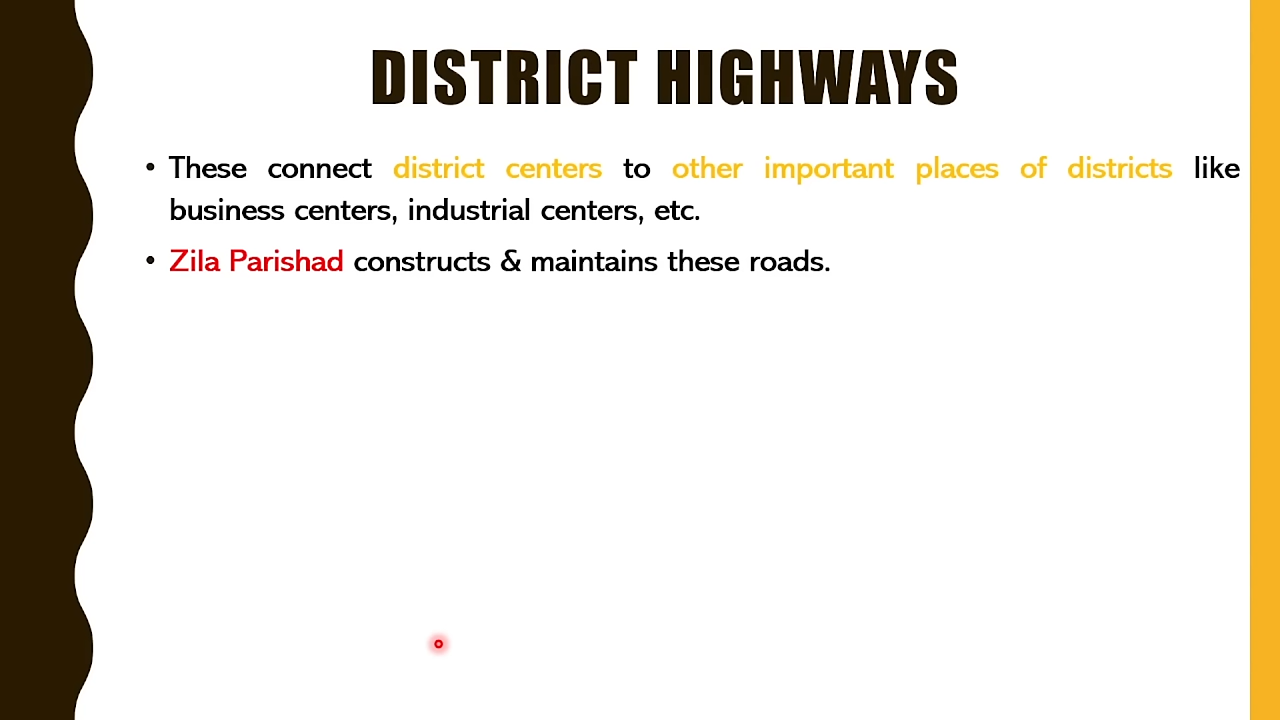 DISTRICT HIGHWAYS
• These connect district centers to other important places of districts like
business centers, industrial centers, etc.
• Zila Parishad constructs & maintains these roads.